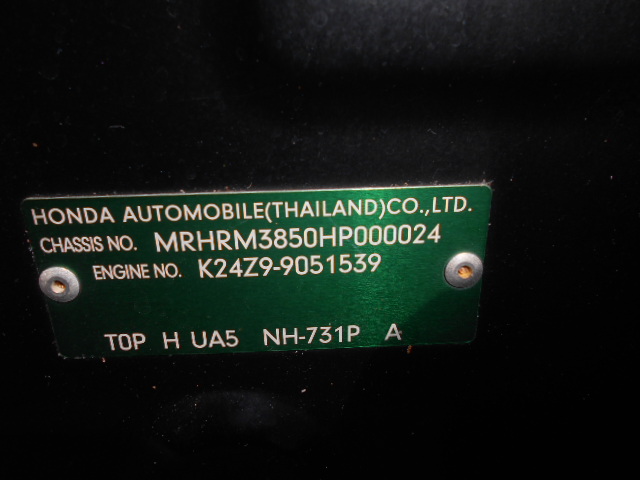 HONDA AUTOMOBILE(THAILAND)CO.,LTD.
CHASSIS NO. MRHRM3850HP000024
ENGINE NO. K24Z9-9051539
TOP H UA5 NH-731P A